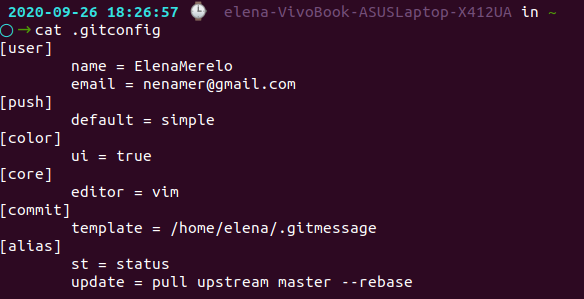 2020-09-26 18:26:57 ⌚ elena-VivoBook-ASUSLaptop-X412UA in ~
○ →cat .gitconfig
[user]
name = ElenaMerelo
email = nenamer@gmail.com
[push]
default = simple
[color]
ui = true
[core]
editor = vim
[commit]
template = /home/elena/.gitmessage
[alias]
st = status
update = pull upstream master --rebase